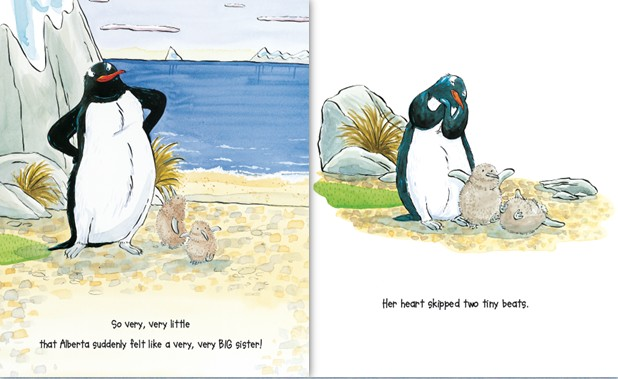 So very, very little
that Alberta suddenly felt like a very, very BIG sister!
Her heart skipped two tiny beats.